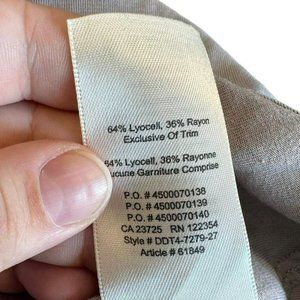 64% Lyocell, 36% Rayon
Exclusive Of Trim
64% Lyocell, 36% Rayonne
ucune Garniture Comprise
P.O. # 4500070138
P.O. # 4500070139
P.O. # 4500070140
CA 23725 RN 122354
Style # DDT4-7279-27
Article # 61849